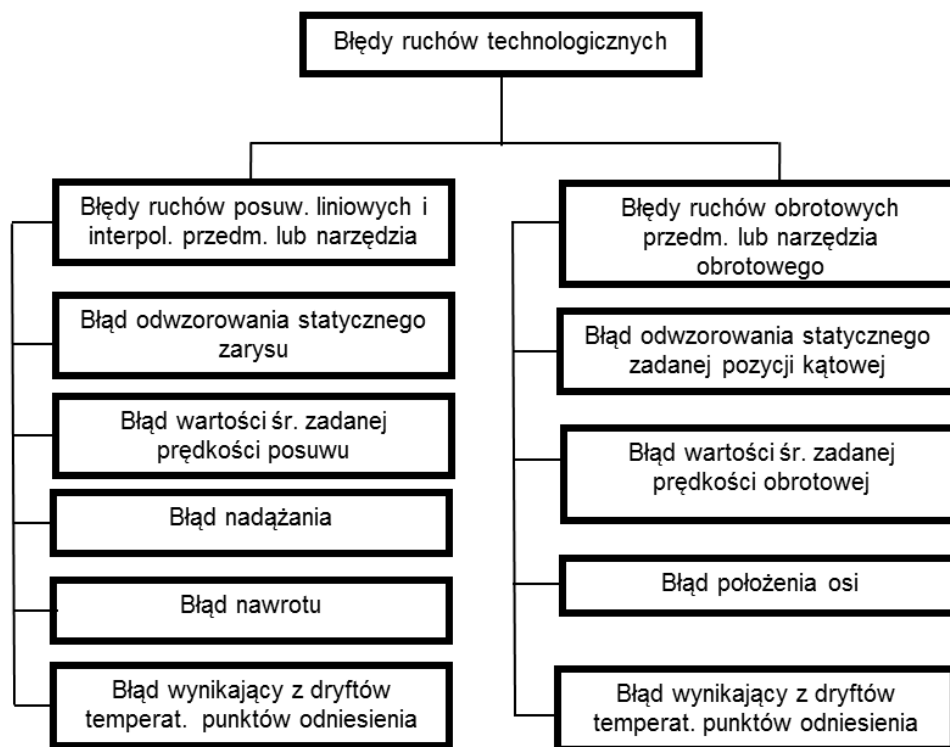 Błędy ruchów technologicznych
Błędy ruchów posuw. liniowych i
interpol. przedm. lub narzędzia
Błąd odwzorowania statycznego
zarysu
Błąd wartości śr. zadanej
prędkości posuwu
Błąd nadążania
Błąd nawrotu
Błąd wynikający z dryftów
temperat. punktów odniesienia
Błędy ruchów obrotowych
przedm. lub narzędzia
obrotowego
Błąd odwzorowania statycznego
zadanej pozycji kątowej
Błąd wartości śr. zadanej
prędkości obrotowej
Błąd położenia osi
Błąd wynikający z dryftów
temperat. punktów odniesienia